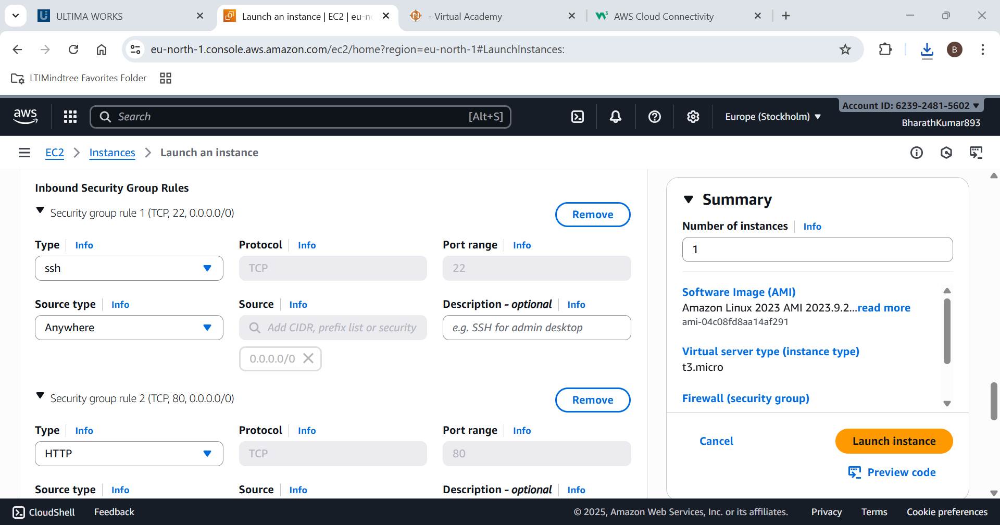 ULTIMA WORKS
Launch an instance | EC2 | eu-n
- Virtual Academy
AWS Cloud Connectivity
eu-north-1.console.aws.amazon.com/ec2/home?region=eu-north-1#LaunchInstances:
B
LTIMindtree Favorites Folder
aws
Search
[Alt+S]
Europe (Stockholm)
Account ID: 6239-2481-5602
BharathKumar893
EC2
Instances
Launch an instance
Inbound Security Group Rules
Security group rule 1 (TCP, 22, 0.0.0.0/0)
Remove
Type Info
Protocol Info
Port range Info
ssh
TCP
22
Source type Info
Source Info
Description - optional Info
Anywhere
Add CIDR, prefix list or security
e.g. SSH for admin desktop
0.0.0.0/0
Security group rule 2 (TCP, 80, 0.0.0.0/0)
Remove
Type Info
Protocol Info
Port range Info
HTTP
TCP
80
Source type Info
Source Info
Description - optional Info
Summary
Number of instances Info
1
Software Image (AMI)
Amazon Linux 2023 AMI 2023.9.2...read more
ami-04c08fd8aa14af291
Virtual server type (instance type)
t3.micro
Firewall (security group)
Cancel
Launch instance
Preview code
CloudShell
Feedback
© 2025, Amazon Web Services, Inc. or its affiliates.
Privacy
Terms
Cookie preferences